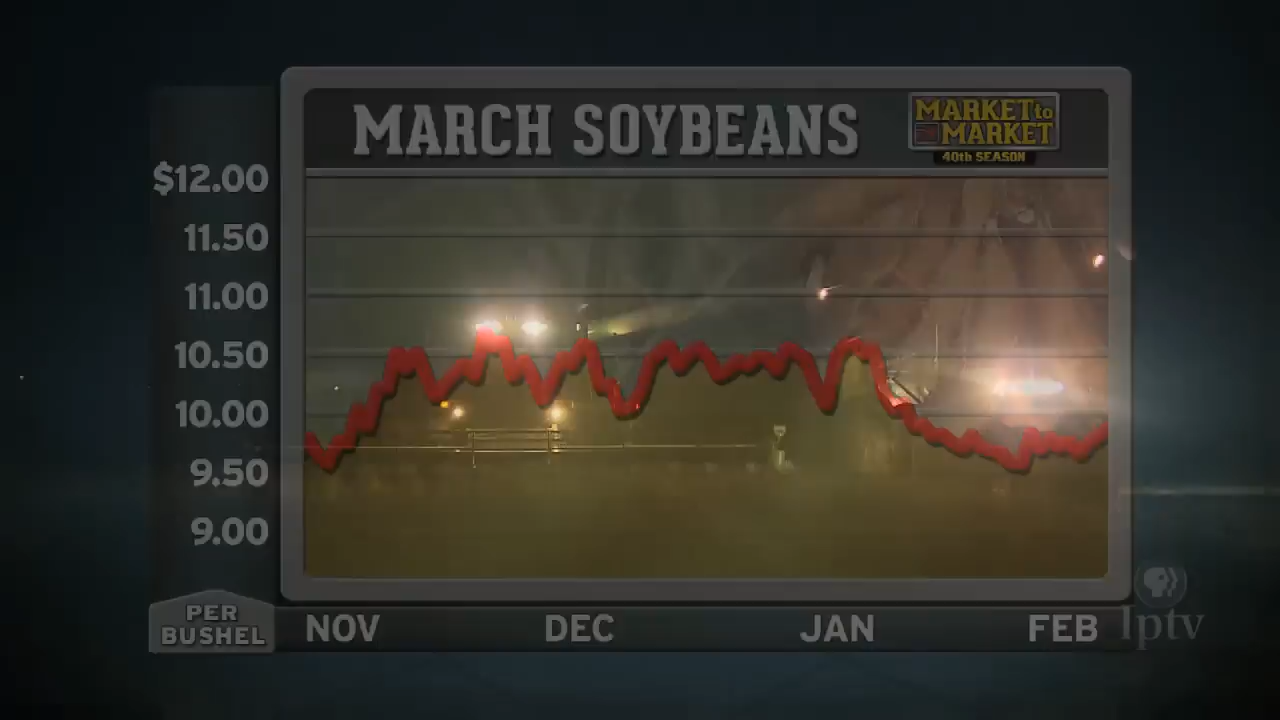 MARCH SOYBEANS
MARKET to
MARKET
40th SEASON
$12.00
11.50
11.00
10.50
10.00
9.50
9.00
PER
BUSHEL
NOV
DEC
JAN
FEB
Iptv